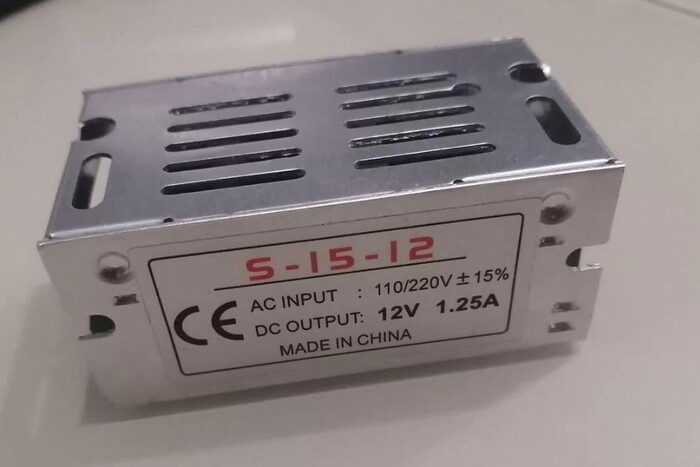 S-15-12
CE
AC INPUT : 110/220V ± 15%
DC OUTPUT: 12V 1.25A
MADE IN CHINA